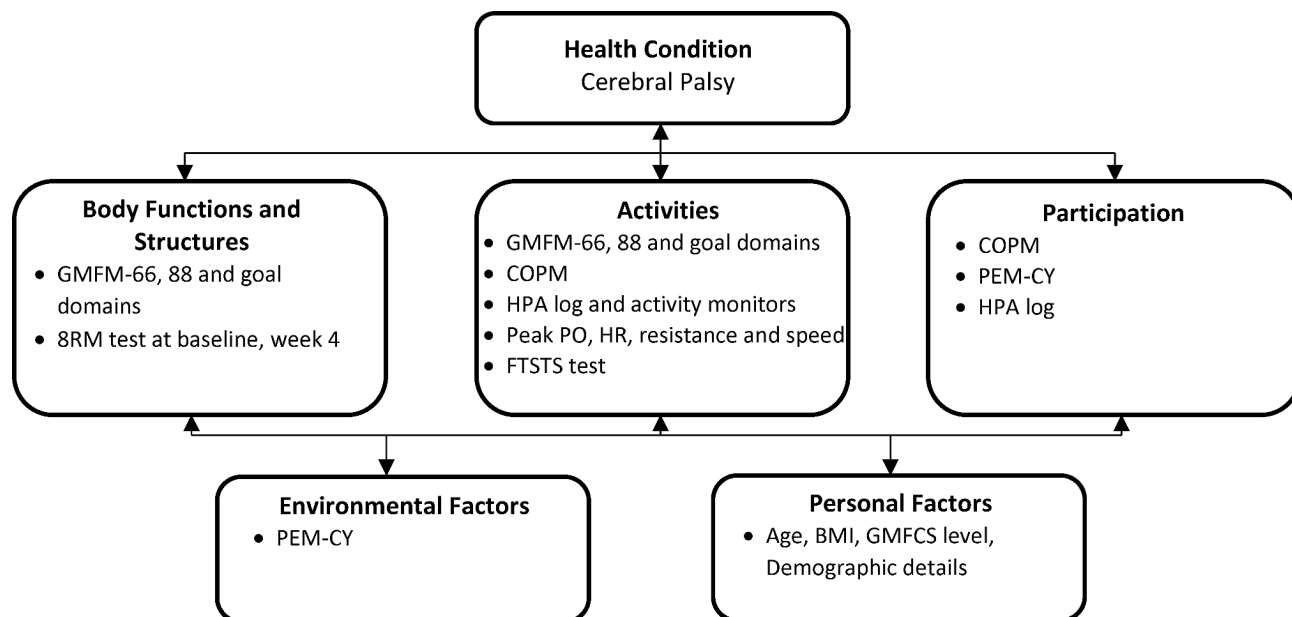 Health Condition
Cerebral Palsy
Body Functions and
Structures
• GMFM-66, 88 and goal
domains
• 8RM test at baseline, week 4
Activities
• GMFM-66, 88 and goal domains
• COPM
• HPA log and activity monitors
• Peak PO, HR, resistance and speed
• FTSTS test
Participation
• COPM
• PEM-CY
• HPA log
Environmental Factors
• PEM-CY
Personal Factors
• Age, BMI, GMFCS level,
Demographic details